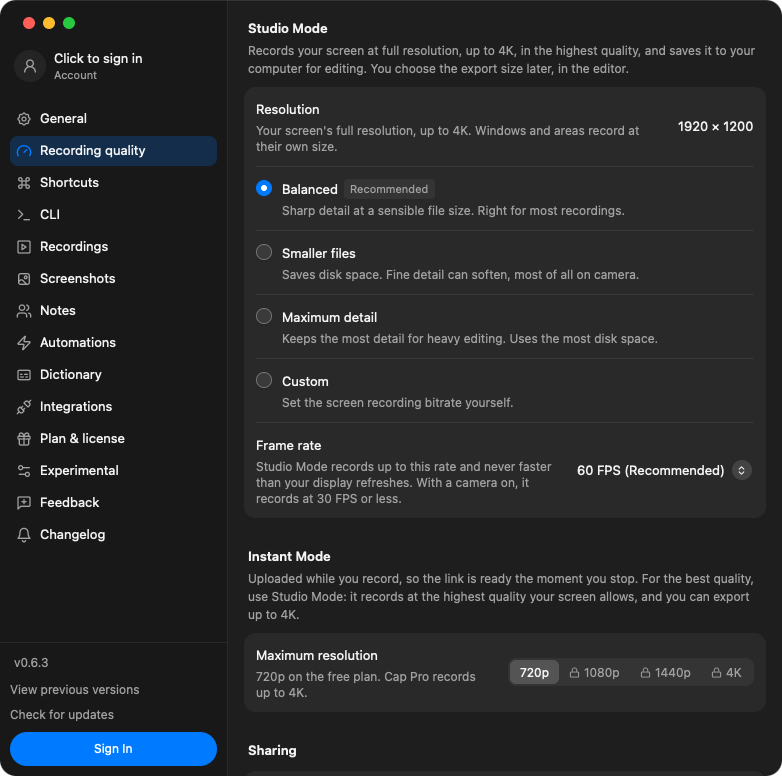 Click to sign in
Account
General
Recording quality
Shortcuts
CLI
Recordings
Screenshots
Notes
Automations
Dictionary
Integrations
Plan & license
Experimental
Feedback
Changelog
v0.6.3
View previous versions
Check for updates
Sign In
Studio Mode
Records your screen at full resolution, up to 4K, in the highest quality, and saves it to your
computer for editing. You choose the export size later, in the editor.
Resolution
Your screen's full resolution, up to 4K. Windows and areas record at
their own size.
1920 × 1200
Balanced Recommended
Sharp detail at a sensible file size. Right for most recordings.
Smaller files
Saves disk space. Fine detail can soften, most of all on camera.
Maximum detail
Keeps the most detail for heavy editing. Uses the most disk space.
Custom
Set the screen recording bitrate yourself.
Frame rate
Studio Mode records up to this rate and never faster
than your display refreshes. With a camera on, it
records at 30 FPS or less.
60 FPS (Recommended)
Instant Mode
Uploaded while you record, so the link is ready the moment you stop. For the best quality,
use Studio Mode: it records at the highest quality your screen allows, and you can export
up to 4K.
Maximum resolution
720p on the free plan. Cap Pro records
up to 4K.
720p 1080p 1440p 4K
Sharing